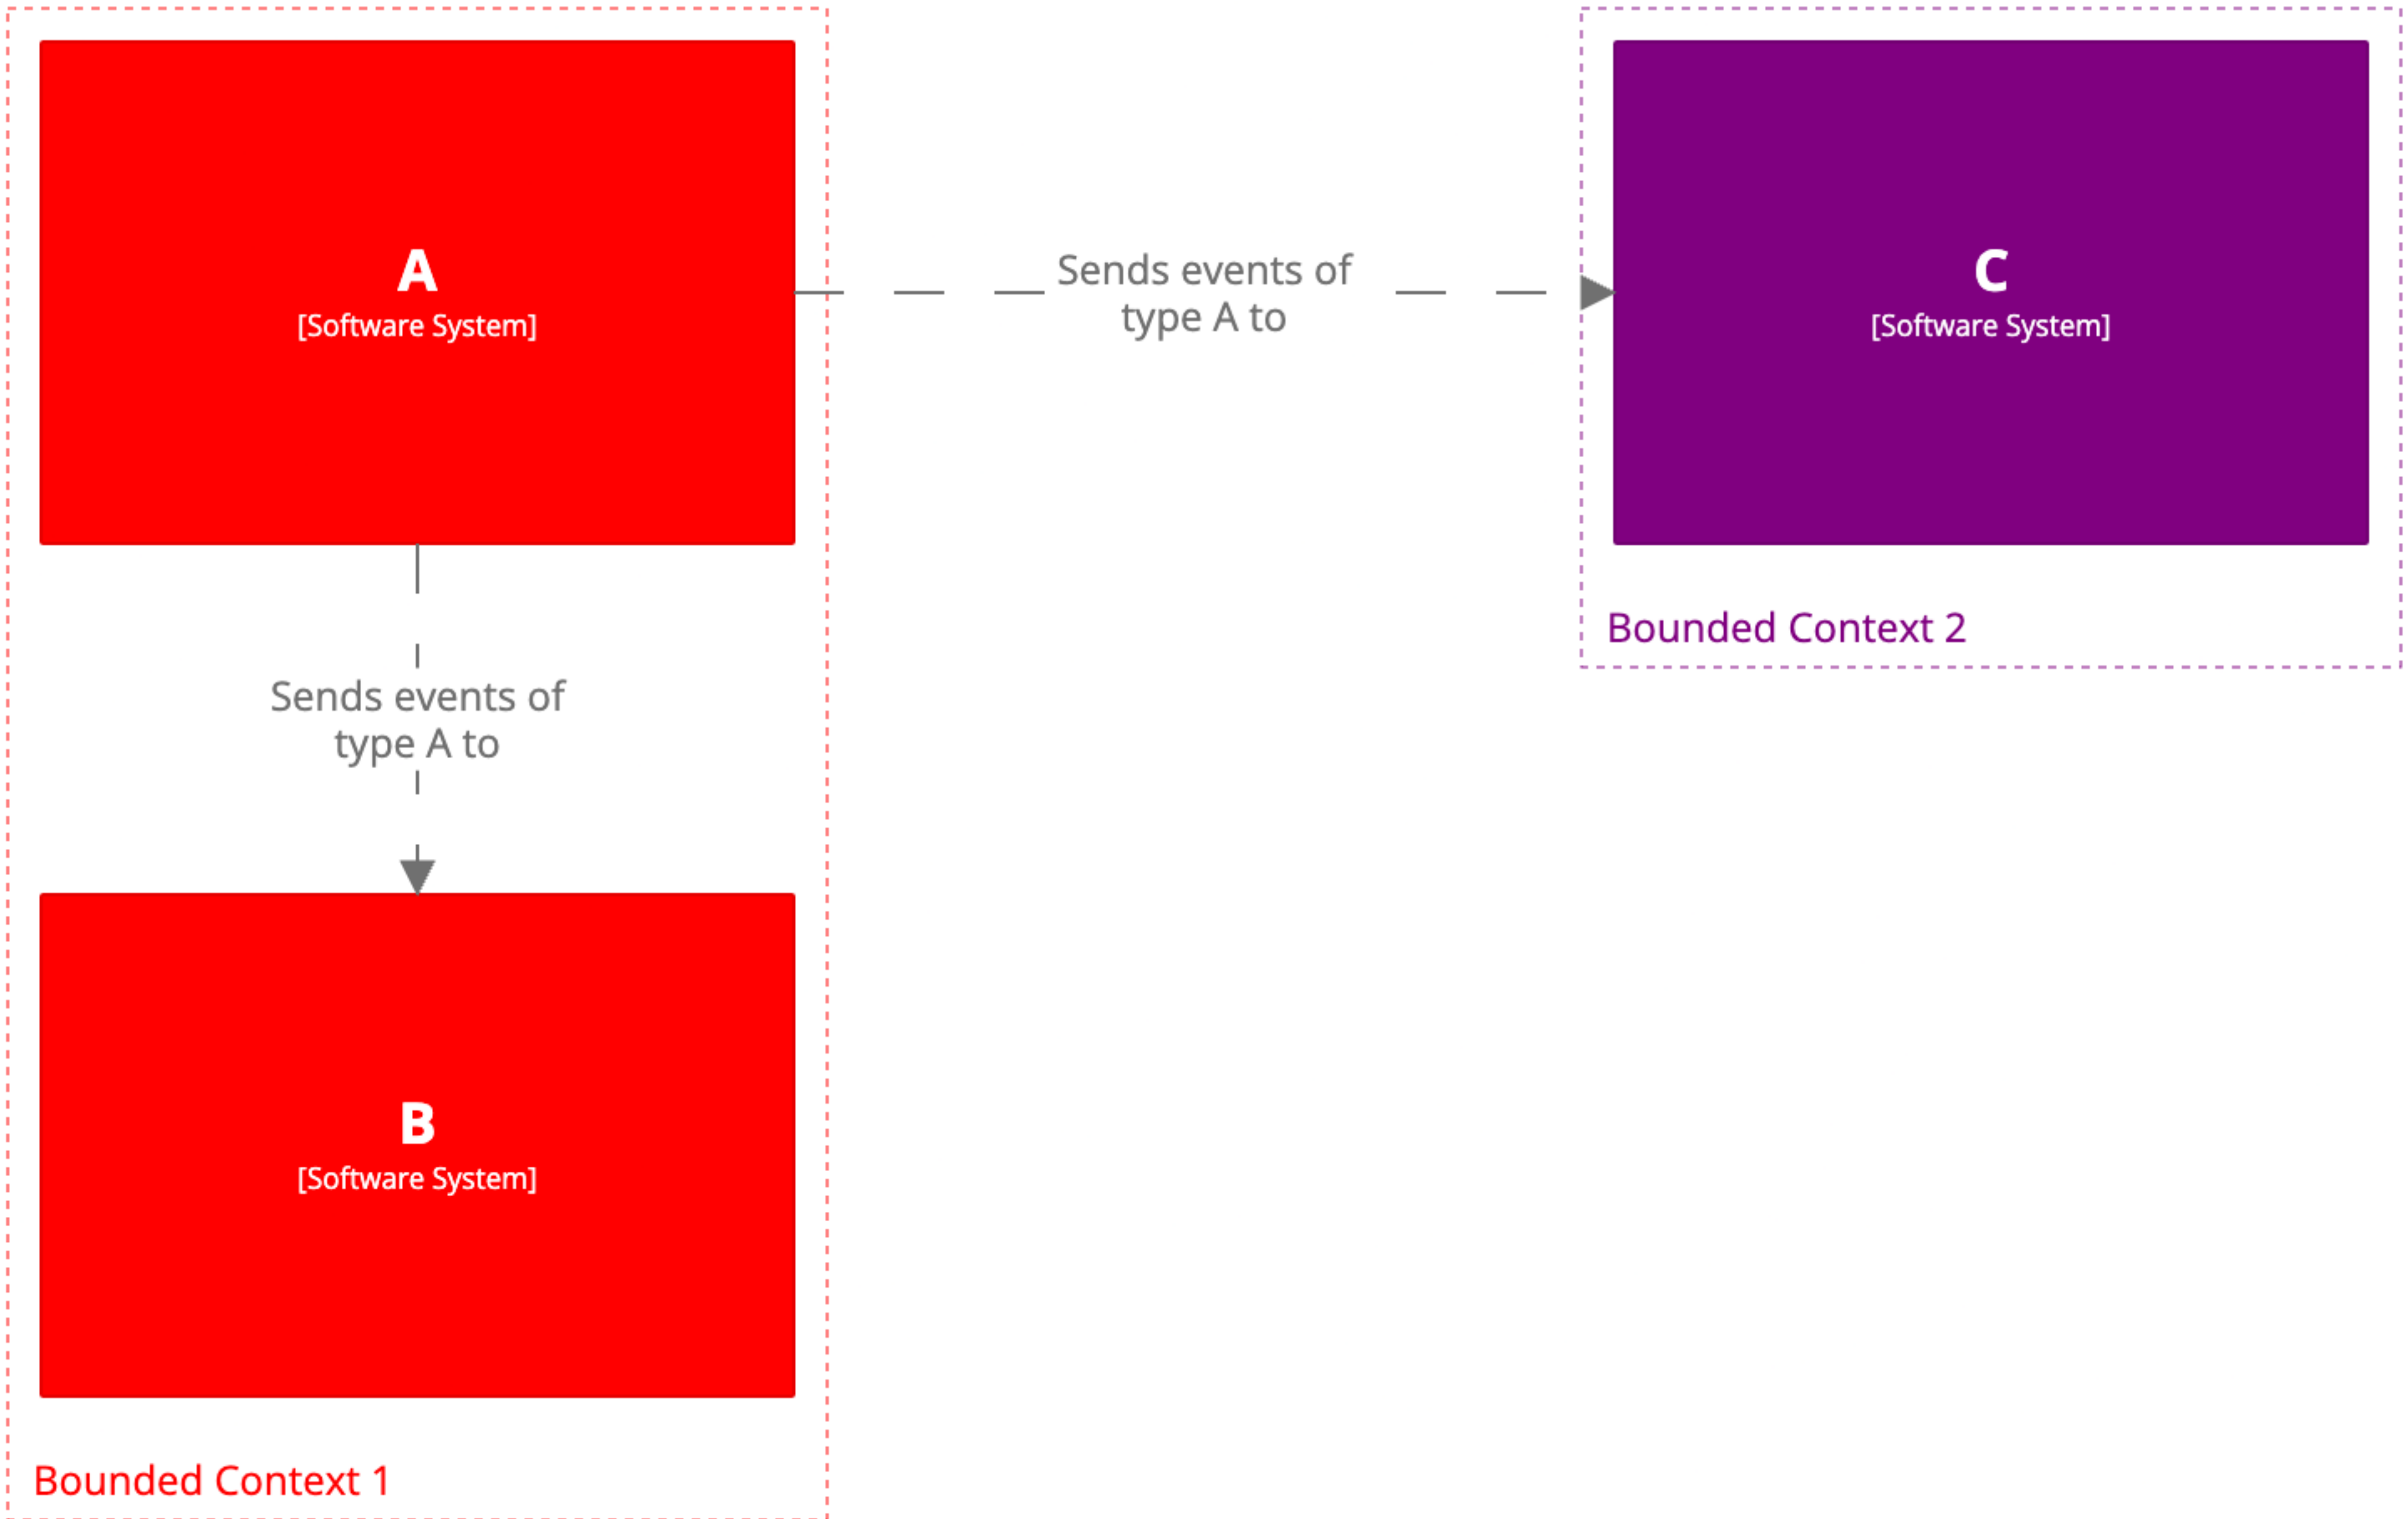 A
[Software System]
Sends events of
type A to
C
[Software System]
Bounded Context 2
Sends events of
type A to
B
[Software System]
Bounded Context 1